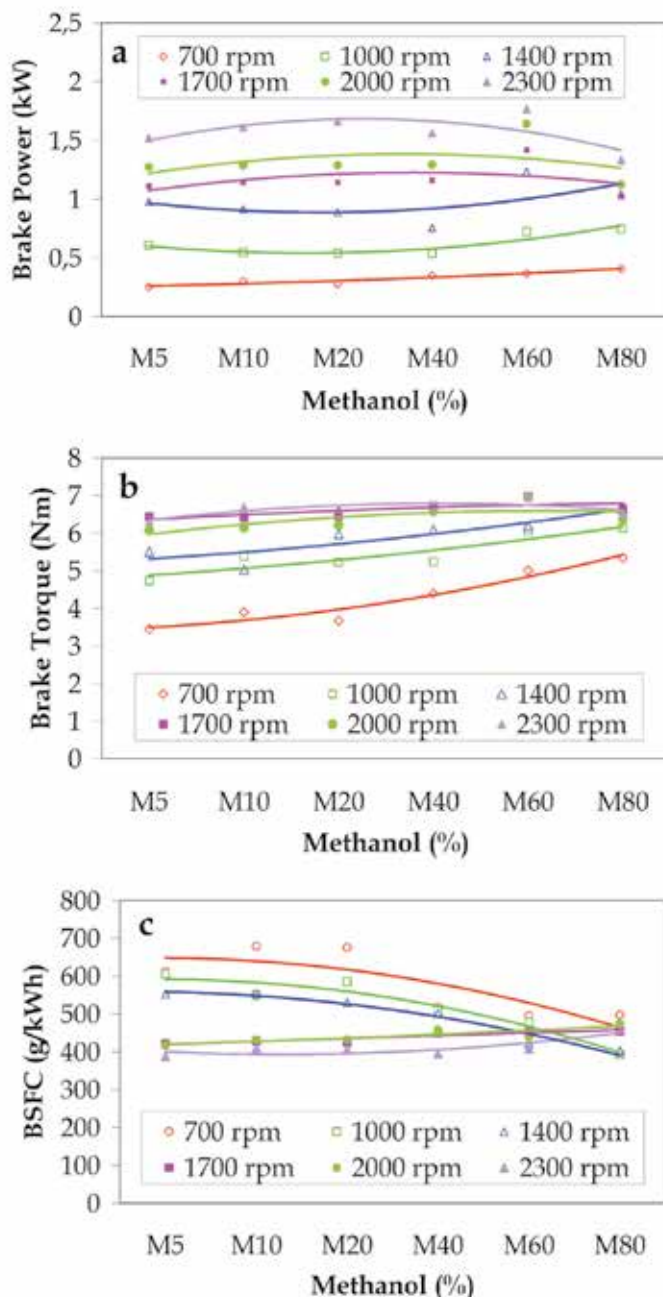 2,5
a
700 rpm 1000 rpm 1400 rpm
2
1700 rpm 2000 rpm 2300 rpm
1,5
1
0,5
0
Brake Power (kW)
M5 M10 M20 M40 M60 M80
Methanol (%)
8
b
7
6
5
4
3
2
1
0
Brake Torque (Nm)
700 rpm 1000 rpm 1400 rpm
1700 rpm 2000 rpm 2300 rpm
M5 M10 M20 M40 M60 M80
Methanol (%)
800
c
700
600
500
400
300
200
100
0
BSFC (g/kWh)
700 rpm 1000 rpm 1400 rpm
1700 rpm 2000 rpm 2300 rpm
M5 M10 M20 M40 M60 M80
Methanol (%)